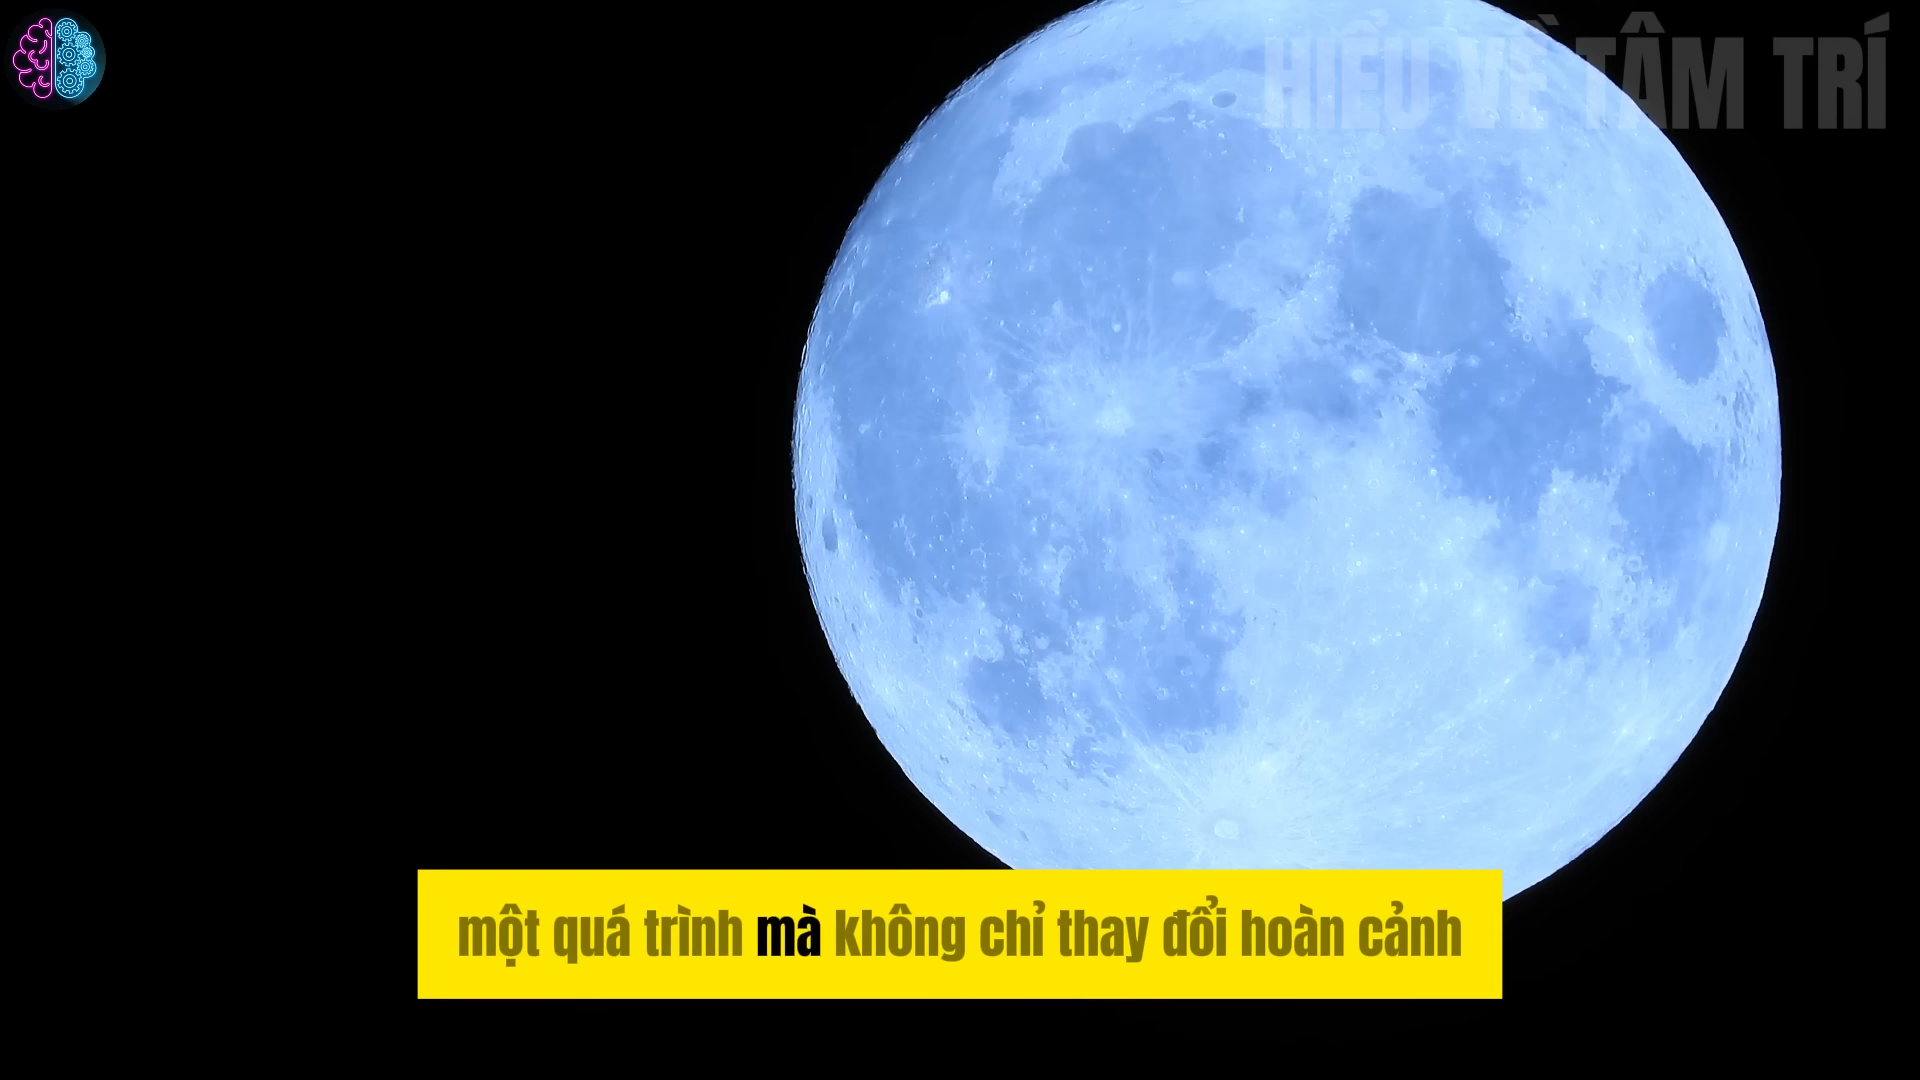 HIỂU VỀ TÂM TRÍ
một quá trình mà không chỉ thay đổi hoàn cảnh